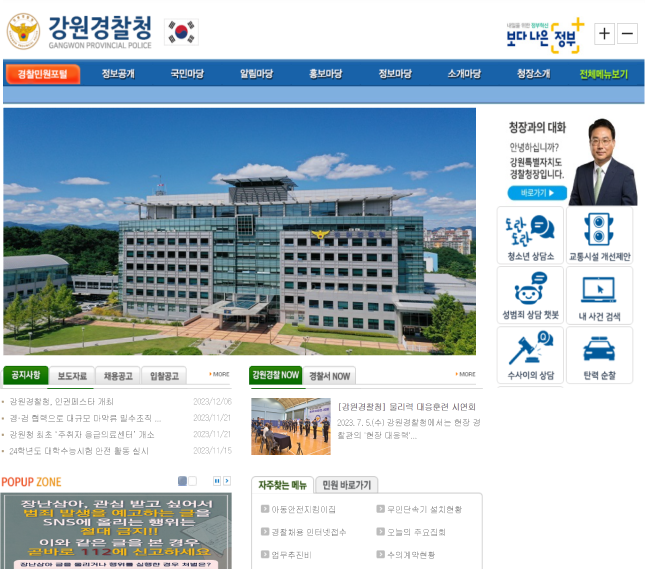 강원경찰청
GANGWON PROVINCIAL POLICE
내일을 위한 정부혁신
보다나은 정부
경찰민원포털 정보공개 국민마당 알림마당 홍보마당 정보마당 소개마당 청장소개 전체메뉴보기
청장과의 대화
안녕하십니까?
강원특별자치도
경찰청장입니다.
바로가기 ▶
도란
도란
청소년 상담소
교통시설 개선제안
성범죄 상담 챗봇
내 사건 검색
수사이의 상담
탄력 순찰
공지사항 보도자료 채용공고 입찰공고 MORE
강원경찰청, 인권페스타 개최 2023/12/06
경·검 협력으로 대규모 마약류 밀수조직 ... 2023/11/21
강원청 최초 '주취자 응급의료센터' 개소 2023/11/21
24학년도 대학수능시험 안전 활동 실시 2023/11/15
강원경찰 NOW 경찰서 NOW MORE
[강원경찰청] 물리력 대응훈련 시연회
2023. 7. 5.(수) 강원경찰청에서는 현장 경
찰관의 '현장 대응력'...
POPUP ZONE
장난삼아, 관심 받고 싶어서
범죄 발생을 예고하는 글을
SNS에 올리는 행위는
절대 금지!!
이와 같은 글을 본 경우
곧바로 112에 신고하세요
장난삼아 글을 올리거나 행위를 실행한 경우 처벌은?
자주찾는 메뉴 민원 바로가기
아동안전지킴이집 무인단속기 설치현황
경찰채용 인터넷접수 오늘의 주요집회
업무추진비 수의계약현황